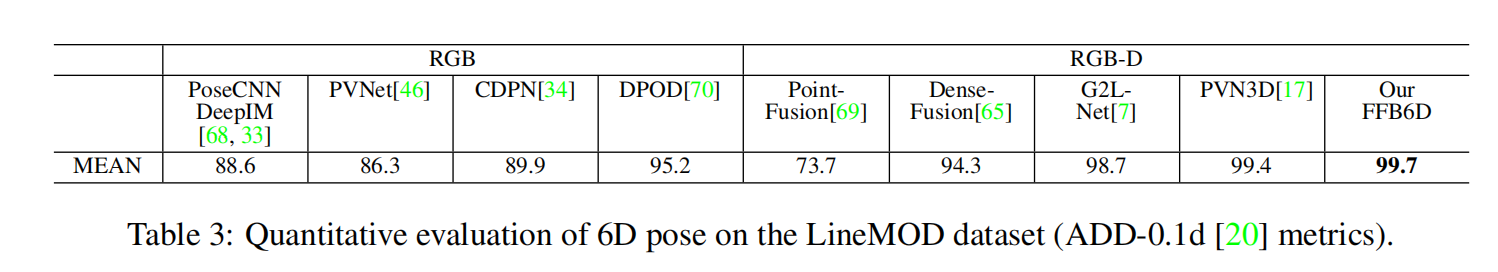 RGB RGB-D
PoseCNN DeepIM [68, 33] PVNet[46] CDPN[34] DPOD[70] Point-Fusion[69] Dense-Fusion[65] G2L-Net[7] PVN3D[17] Our FFB6D
MEAN 88.6 86.3 89.9 95.2 73.7 94.3 98.7 99.4 99.7
Table 3: Quantitative evaluation of 6D pose on the LineMOD dataset (ADD-0.1d [20] metrics).